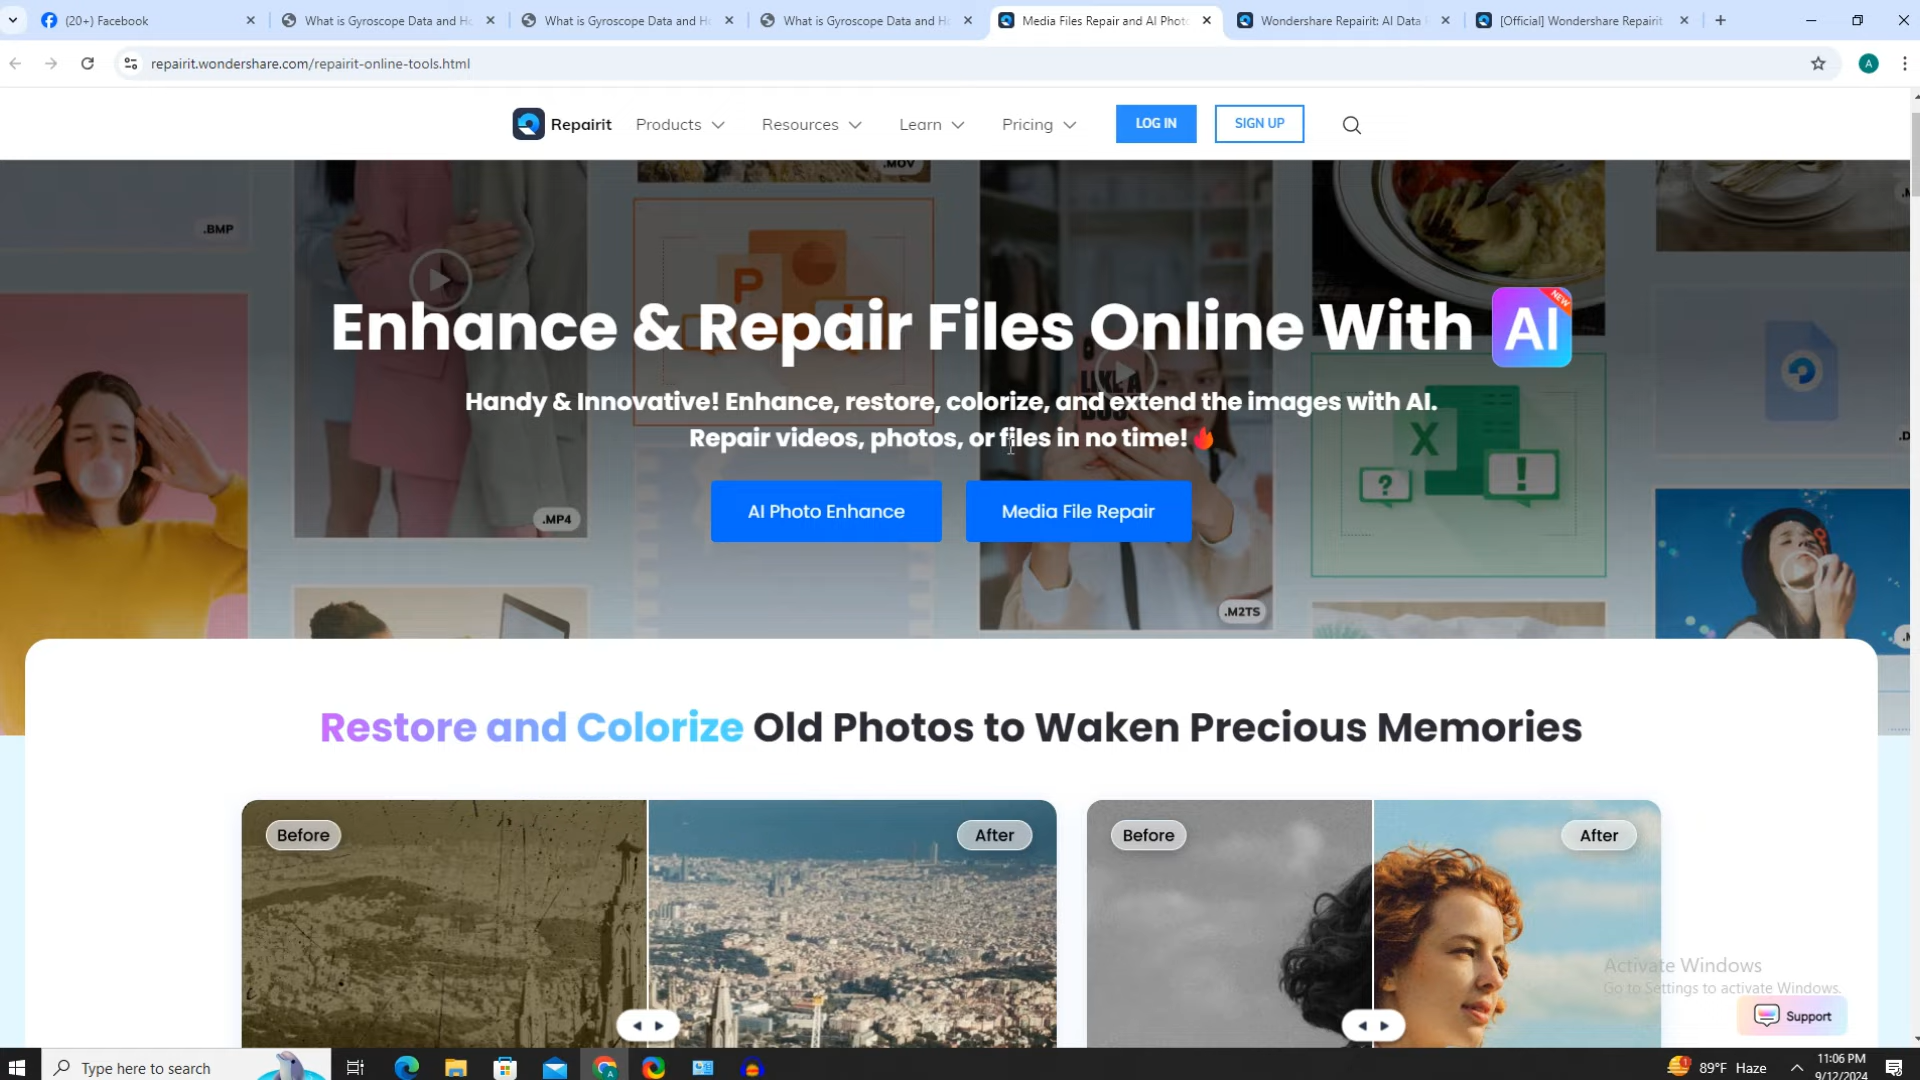 (20+) Facebook
What is Gyroscope Data and Ho
What is Gyroscope Data and Ho
What is Gyroscope Data and Ho
Media Files Repair and AI Photo
Wondershare Repairit: AI Data R
[Official] Wondershare Repairit
repairit.wondershare.com/repairit-online-tools.html
A
Repairit
Products
Resources
Learn
Pricing
LOG IN
SIGN UP
.MOV
.BMP
P
NEW
Enhance & Repair Files Online With AI
LIKE A
Handy & Innovative! Enhance, restore, colorize, and extend the images with AI.
Repair videos, photos, or files in no time!
X
? !
AI Photo Enhance
Media File Repair
.MP4
.M2TS
Restore and Colorize Old Photos to Waken Precious Memories
Before
After
Before
After
Activate Windows
Go to Settings to activate Windows.
Support
Type here to search
89°F Haze
11:06 PM
9/12/2024